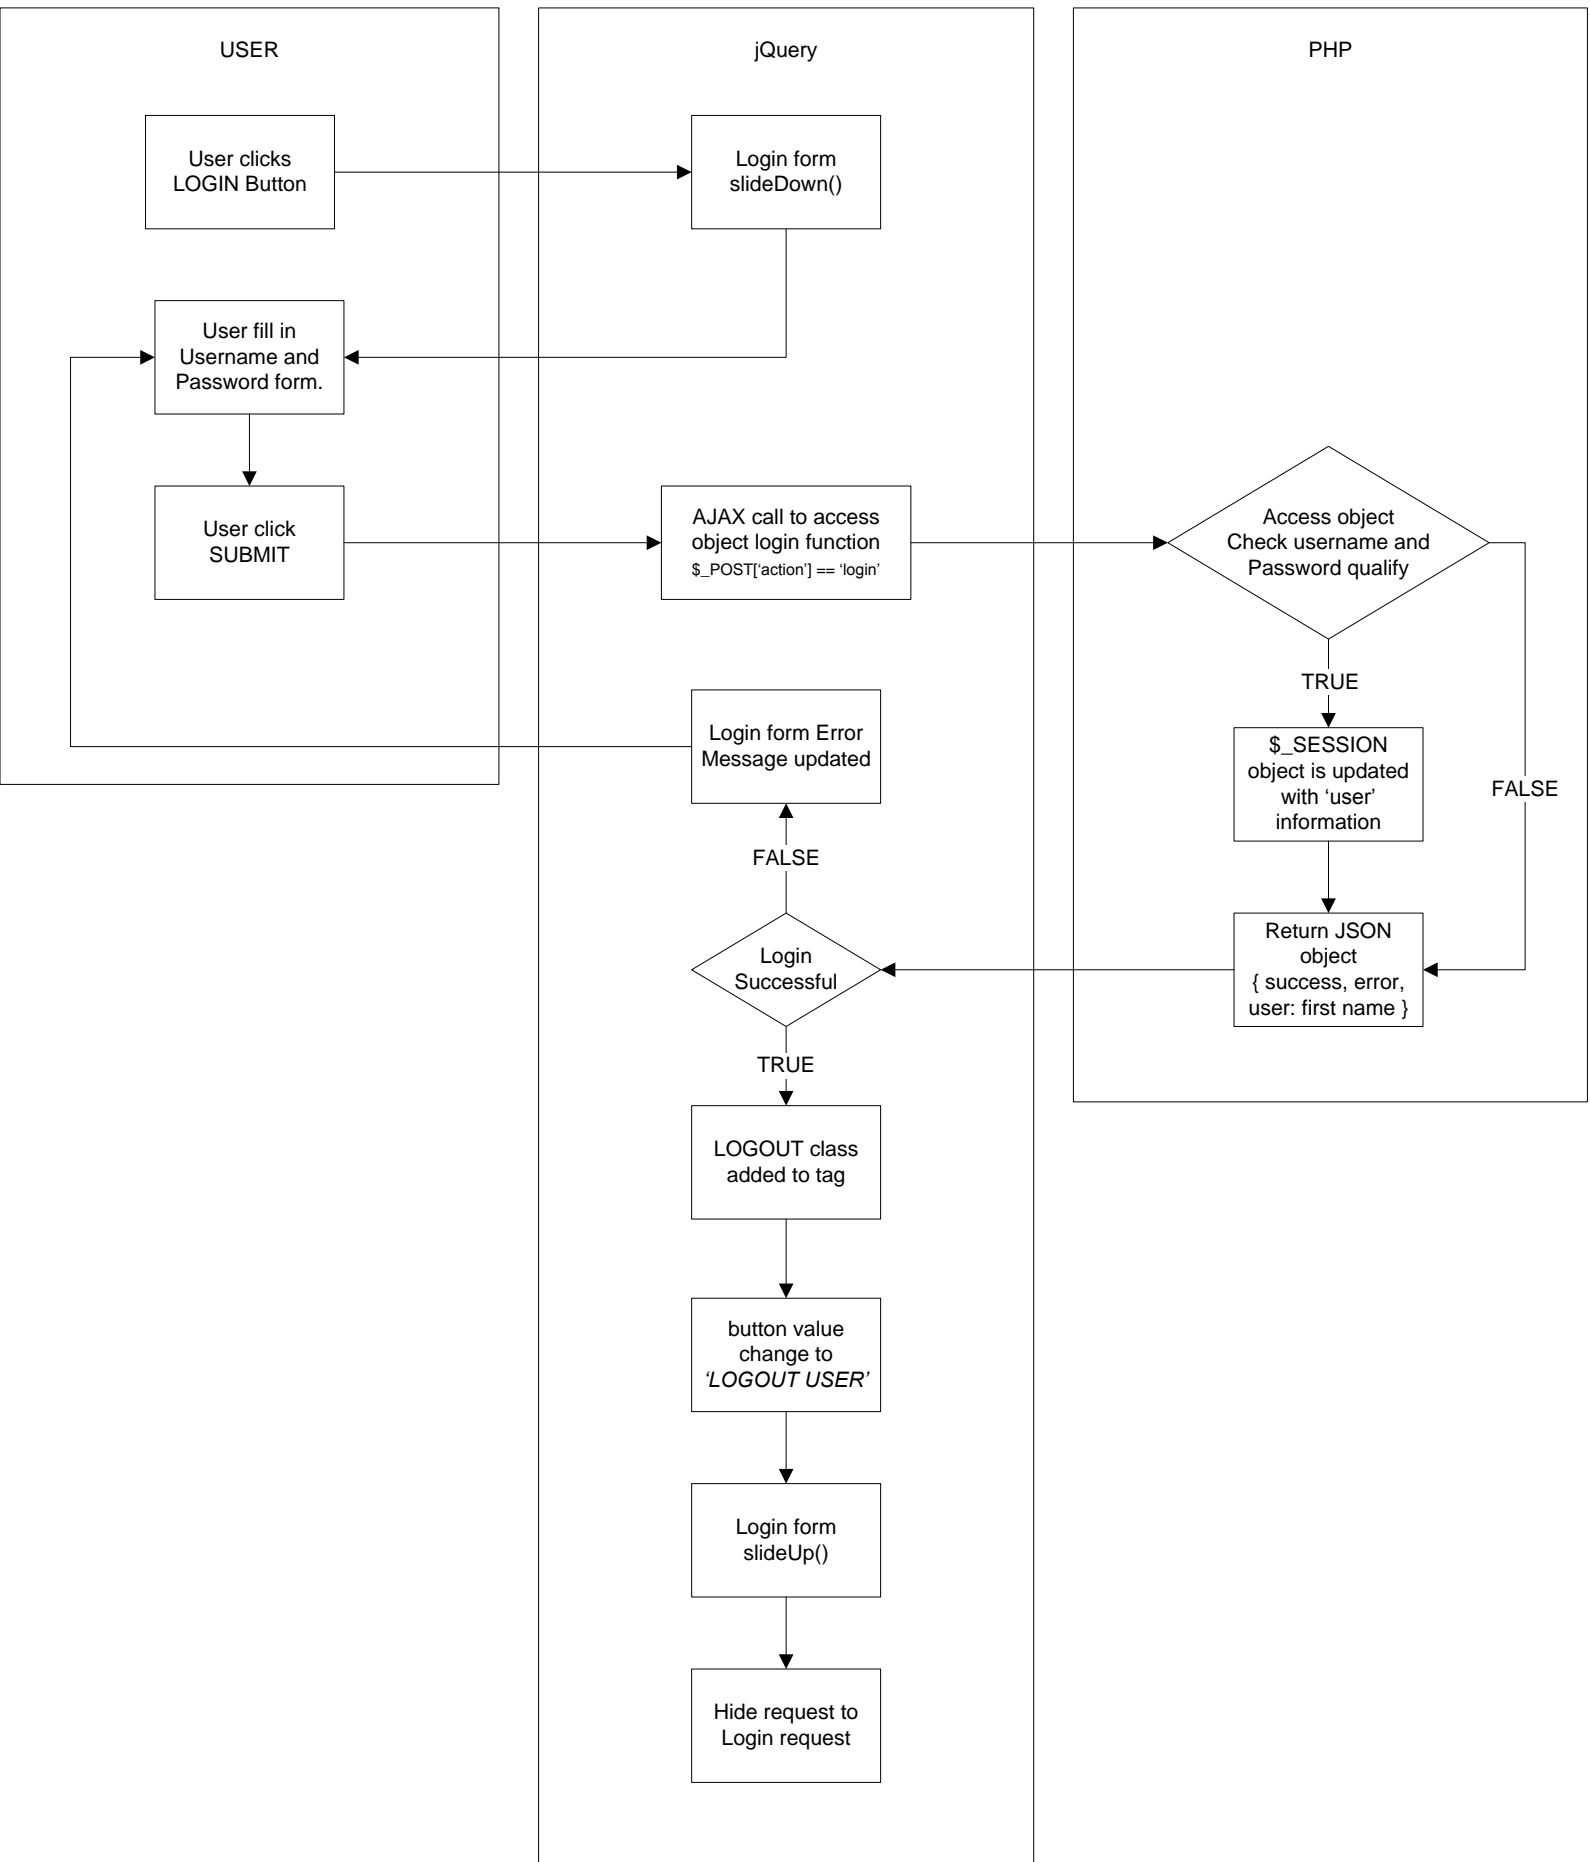 USER
jQuery
PHP
User clicks
LOGIN Button
Login form
slideDown()
User fill in
Username and
Password form.
User click
SUBMIT
AJAX call to access
object login function
$_POST[‘action’] == ‘login’
Access object
Check username and
Password qualify
TRUE
FALSE
$_SESSION
object is updated
with ‘user’
information
Login form Error
Message updated
FALSE
Login
Successful
Return JSON
object
{ success, error,
user: first name }
TRUE
LOGOUT class
added to tag
button value
change to
‘LOGOUT USER’
Login form
slideUp()
Hide request to
Login request